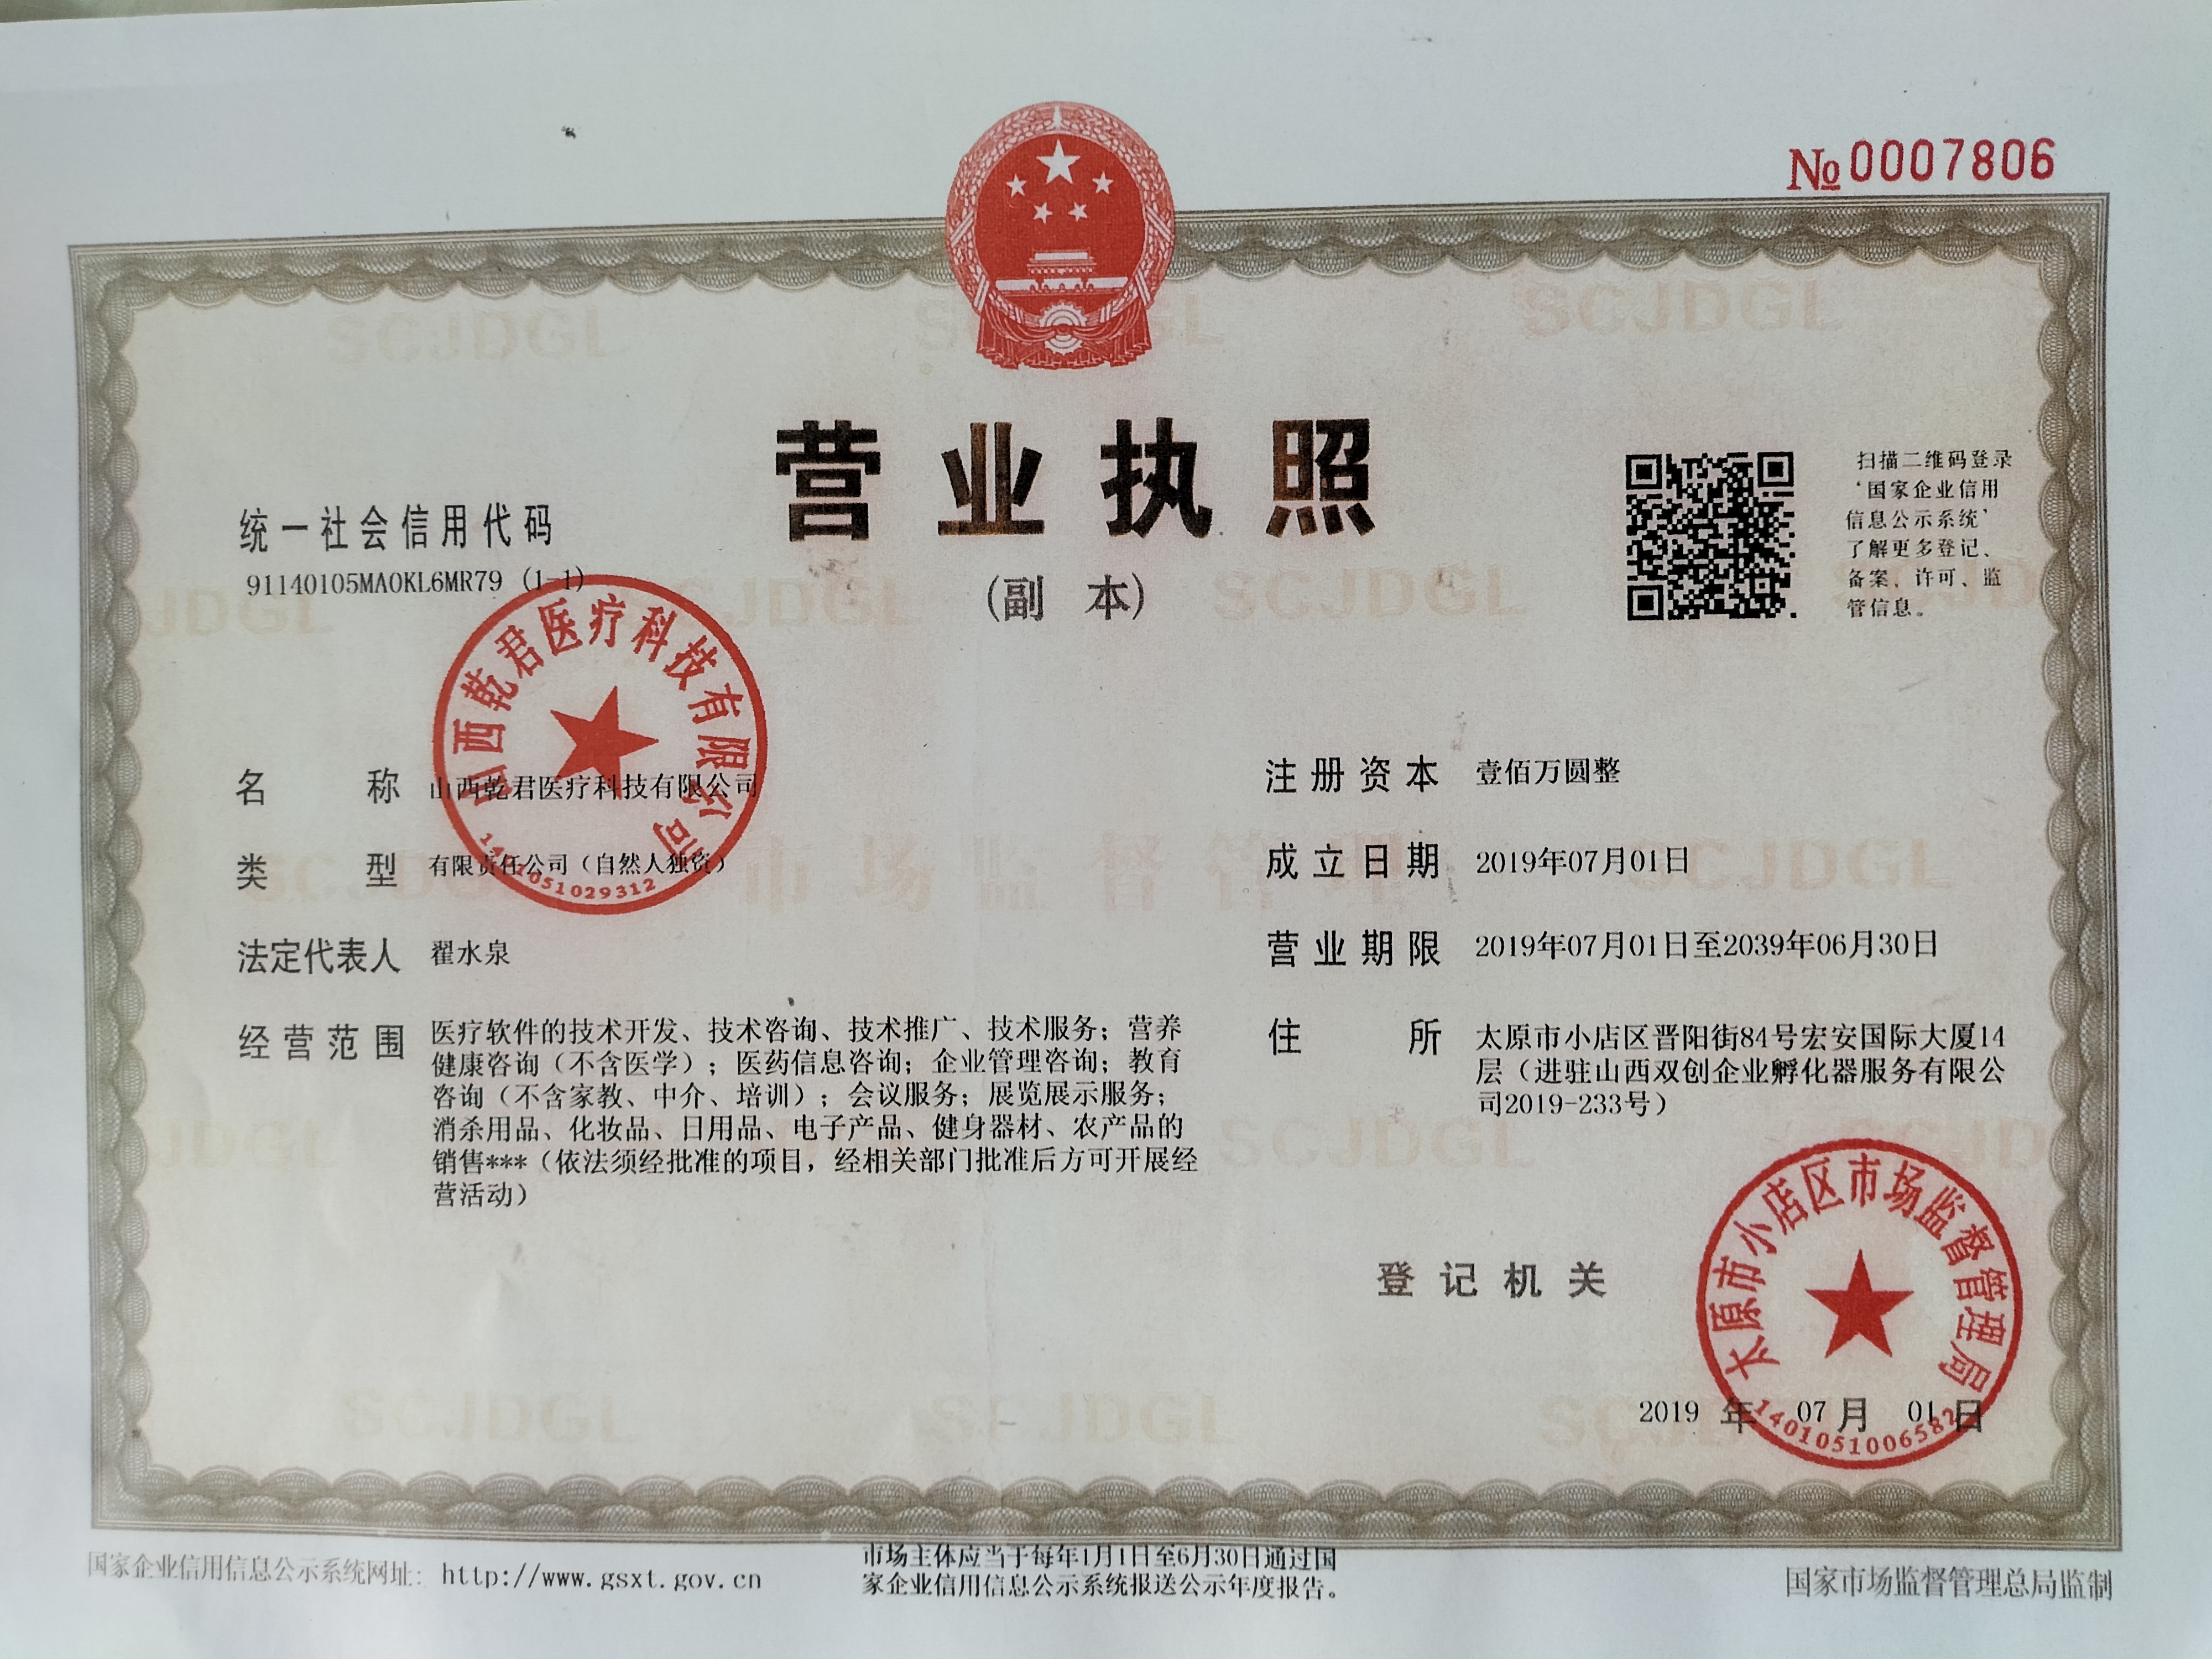 №0007806
营业执照
(副 本)
统一社会信用代码
91140105MA0KL6MR79 (1-1)
扫描二维码登录
‘国家企业信用
信息公示系统’
了解更多登记、
备案、许可、监
管信息。
山西乾君医疗科技有限公司
名 称 山西乾君医疗科技有限公司
类 型 有限责任公司（自然人独资）
法定代表人 翟水泉
经营范围 医疗软件的技术开发、技术咨询、技术推广、技术服务；营养
健康咨询（不含医学）；医药信息咨询；企业管理咨询；教育
咨询（不含家教、中介、培训）；会议服务；展览展示服务；
消杀用品、化妆品、日用品、电子产品、健身器材、农产品的
销售***（依法须经批准的项目，经相关部门批准后方可开展经
营活动）
注册资本 壹佰万圆整
成立日期 2019年07月01日
营业期限 2019年07月01日至2039年06月30日
住 所 太原市小店区晋阳街84号宏安国际大厦14
层（进驻山西双创企业孵化器服务有限公
司2019-233号）
登记机关
太原市小店区市场监督管理局
1401051006582
2019 年 07 月 01 日
国家企业信用信息公示系统网址: http://www.gsxt.gov.cn
市场主体应当于每年1月1日至6月30日通过国
家企业信用信息公示系统报送公示年度报告。
国家市场监督管理总局监制
SCJDGL
市场监督管理